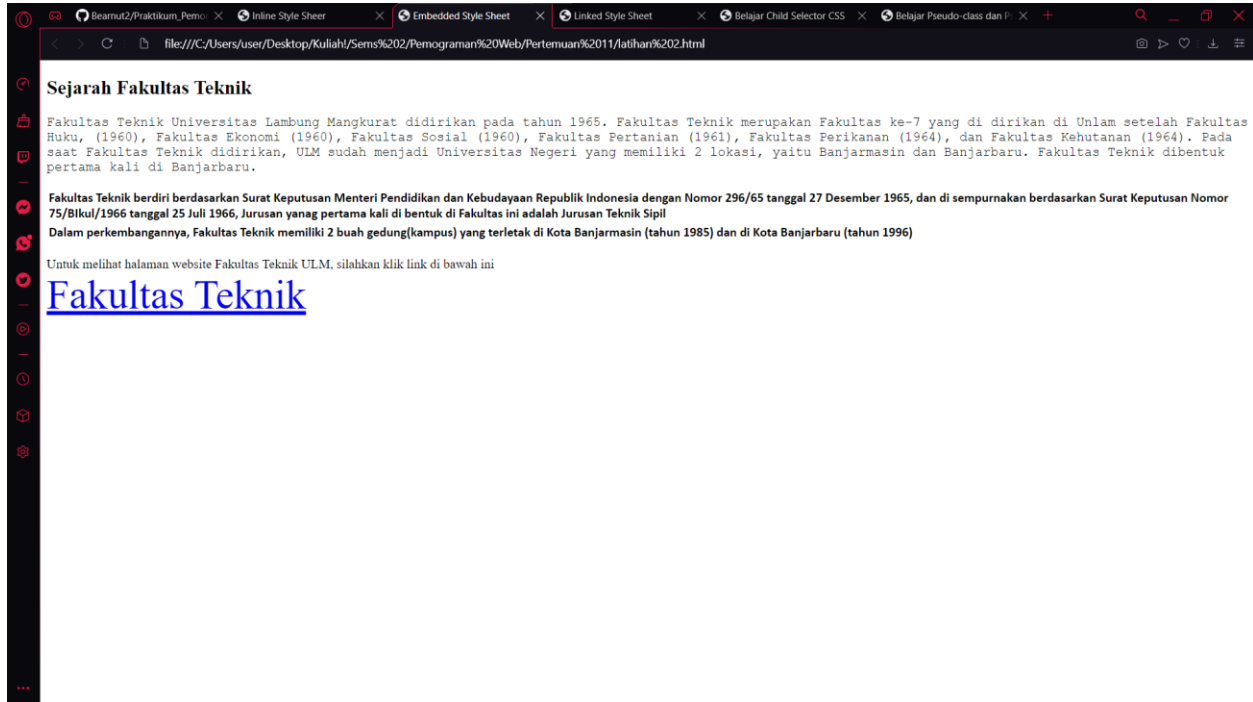 Bearnut2/Praktikum_Pemo
Inline Style Sheer
Embedded Style Sheet
Linked Style Sheet
Belajar Child Selector CSS
Belajar Pseudo-class dan P
file:///C:/Users/user/Desktop/Kuliah!/Sems%202/Pemograman%20Web/Pertemuan%2011/latihan%202.html
Sejarah Fakultas Teknik
Fakultas Teknik Universitas Lambung Mangkurat didirikan pada tahun 1965. Fakultas Teknik merupakan Fakultas ke-7 yang di dirikan di Unlam setelah Fakultas
Huku, (1960), Fakultas Ekonomi (1960), Fakultas Sosial (1960), Fakultas Pertanian (1961), Fakultas Perikanan (1964), dan Fakultas Kehutanan (1964). Pada
saat Fakultas Teknik didirikan, ULM sudah menjadi Universitas Negeri yang memiliki 2 lokasi, yaitu Banjarmasin dan Banjarbaru. Fakultas Teknik dibentuk
pertama kali di Banjarbaru.
Fakultas Teknik berdiri berdasarkan Surat Keputusan Menteri Pendidikan dan Kebudayaan Republik Indonesia dengan Nomor 296/65 tanggal 27 Desember 1965, dan di sempurnakan berdasarkan Surat Keputusan Nomor
75/BIkul/1966 tanggal 25 Juli 1966, Jurusan yanag pertama kali di bentuk di Fakultas ini adalah Jurusan Teknik Sipil
Dalam perkembangannya, Fakultas Teknik memiliki 2 buah gedung(kampus) yang terletak di Kota Banjarmasin (tahun 1985) dan di Kota Banjarbaru (tahun 1996)
Untuk melihat halaman website Fakultas Teknik ULM, silahkan klik link di bawah ini
Fakultas Teknik